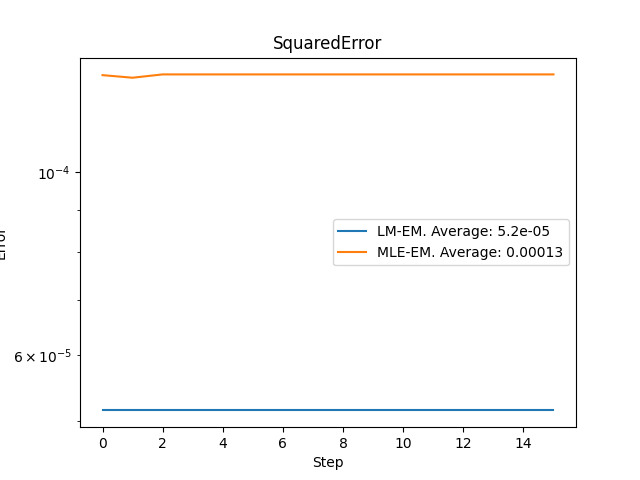 SquaredError
10⁻⁴
6 × 10⁻⁵
Error
LM-EM. Average: 5.2e-05
MLE-EM. Average: 0.00013
0 2 4 6 8 10 12 14
Step